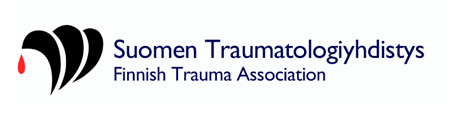 Suomen Traumatologiyhdistys
Finnish Trauma Association